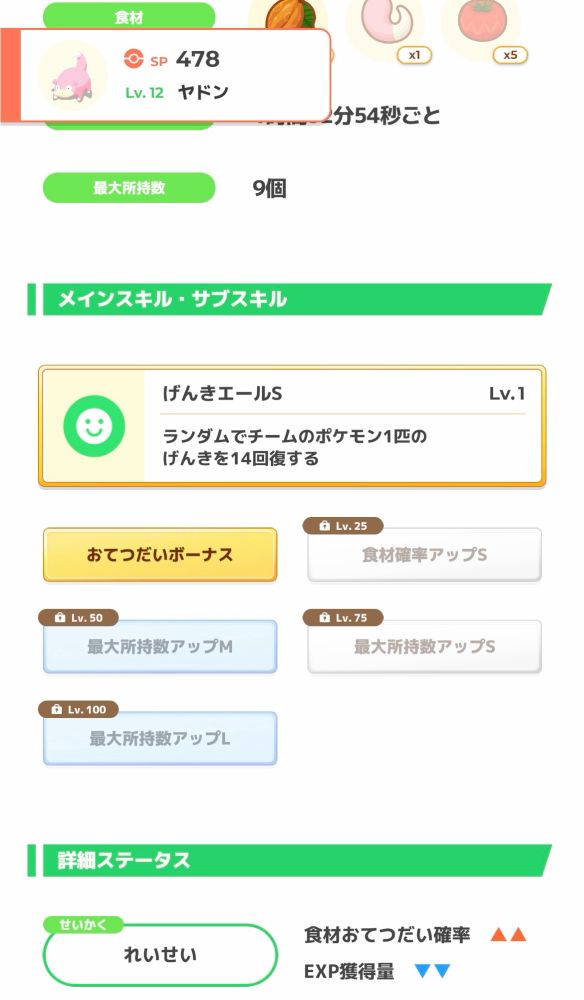 食材
SP 478
Lv. 12 ヤドン
x1
x5
分54秒ごと
最大所持数
9個
メインスキル・サブスキル
げんきエールS
Lv.1
ランダムでチームのポケモン1匹の
げんきを14回復する
おてつだいボーナス
Lv. 25
食材確率アップS
Lv. 50
最大所持数アップM
Lv. 75
最大所持数アップS
Lv. 100
最大所持数アップL
詳細ステータス
せいかく
れいせい
食材おてつだい確率 ▲▲
EXP獲得量 ▼▼